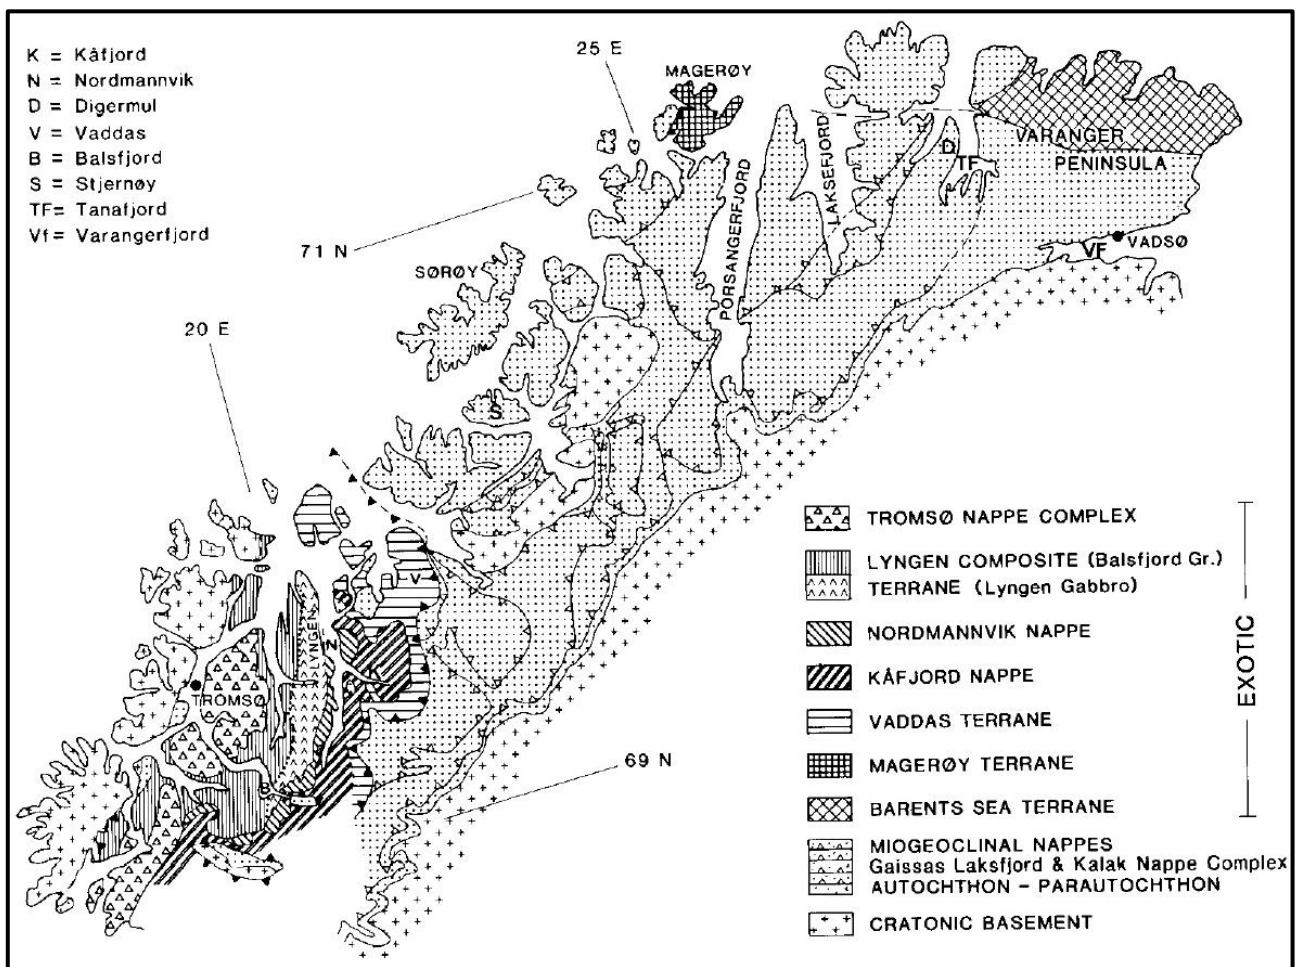 K = Kåfjord
N = Nordmannvik
D = Digermul
V = Vaddas
B = Balsfjord
S = Stjernøy
TF= Tanafjord
Vf= Varangerfjord
25 E
MAGERØY
71 N
SØRØY
20 E
PORSANGERFJORD
LAKSEFJORD
D
TF
VARANGER
PENINSULA
VADSØ
VF
S
V
LYNGEN
N
K
TROMSØ
B
69 N
TROMSØ NAPPE COMPLEX
LYNGEN COMPOSITE (Balsfjord Gr.)
TERRANE (Lyngen Gabbro)
NORDMANNVIK NAPPE
KÅFJORD NAPPE
VADDAS TERRANE
MAGERØY TERRANE
BARENTS SEA TERRANE
EXOTIC
MIOGEOCLINAL NAPPES
Gaissas Laksfjord & Kalak Nappe Complex
AUTOCHTHON - PARAUTOCHTHON
CRATONIC BASEMENT